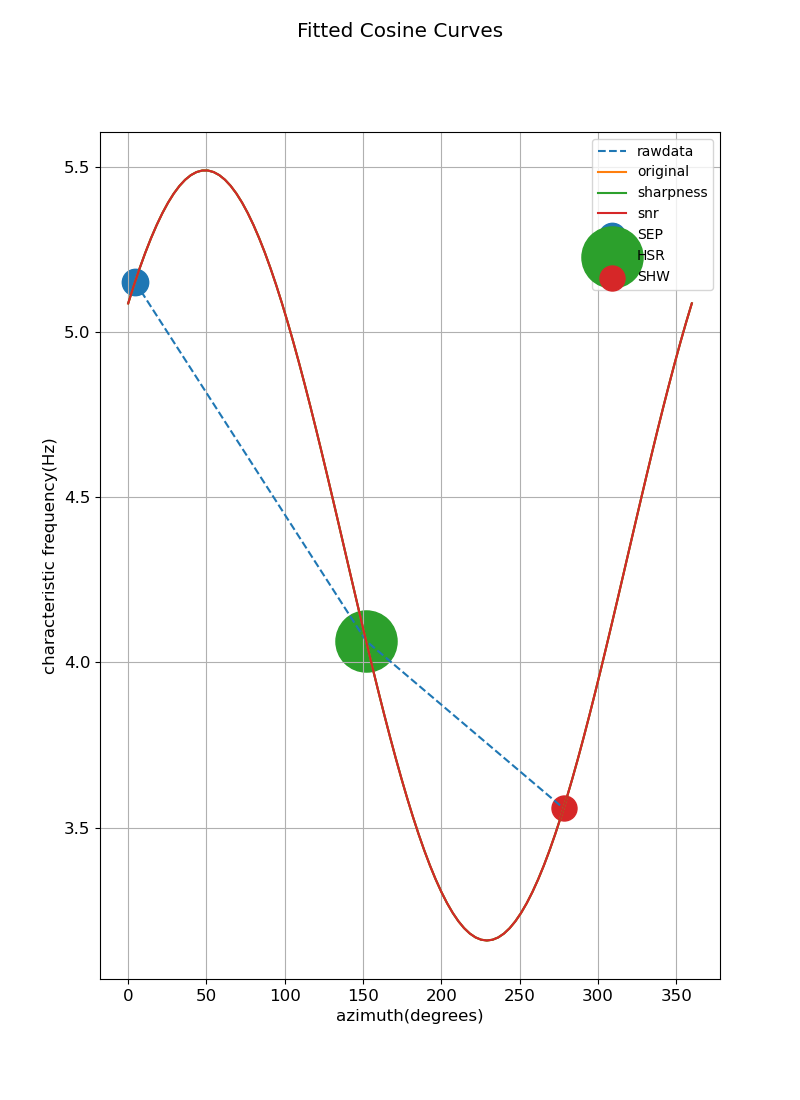 Fitted Cosine Curves
rawdata
original
sharpness
snr
SEP
HSR
SHW
5.5
5.0
4.5
4.0
3.5
characteristic frequency(Hz)
0 50 100 150 200 250 300 350
azimuth(degrees)